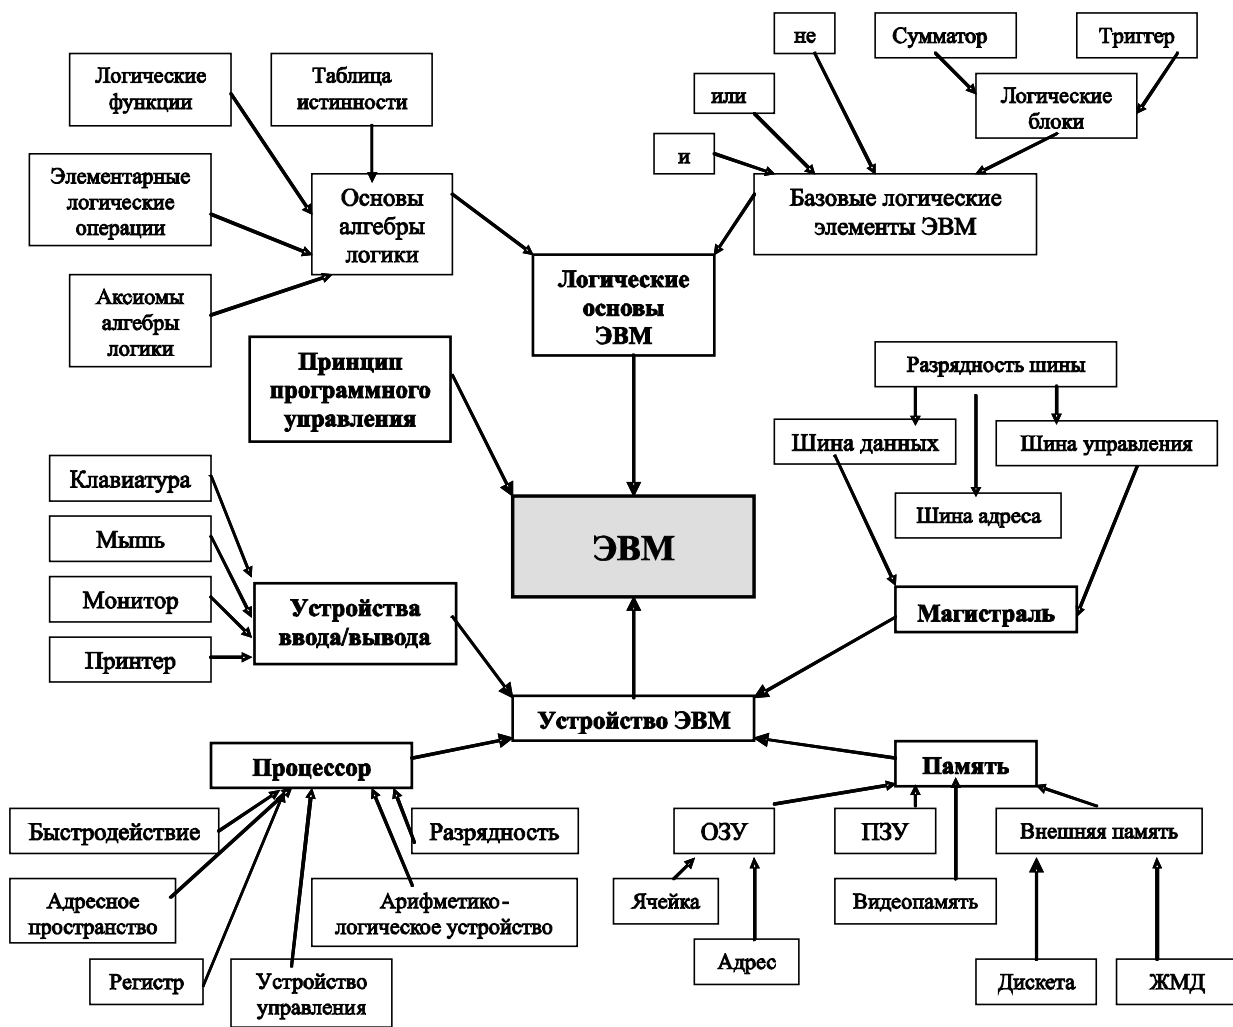 не
Сумматор
Триггер
Логические
функции
Таблица
истинности
или
Логические
блоки
и
Элементарные
логические
операции
Основы
алгебры
логики
Базовые логические
элементы ЭВМ
Аксиомы
алгебры
логики
Логические
основы
ЭВМ
Принцип
программного
управления
Разрядность шины
Шина данных
Шина управления
Шина адреса
Клавиатура
Мышь
Монитор
Принтер
ЭВМ
Устройства
ввода/вывода
Магистраль
Устройство ЭВМ
Процессор
Память
Быстродействие
Разрядность
ОЗУ
ПЗУ
Внешняя память
Адресное
пространство
Арифметико-
логическое устройство
Ячейка
Видеопамять
Регистр
Устройство
управления
Адрес
Дискета
ЖМД